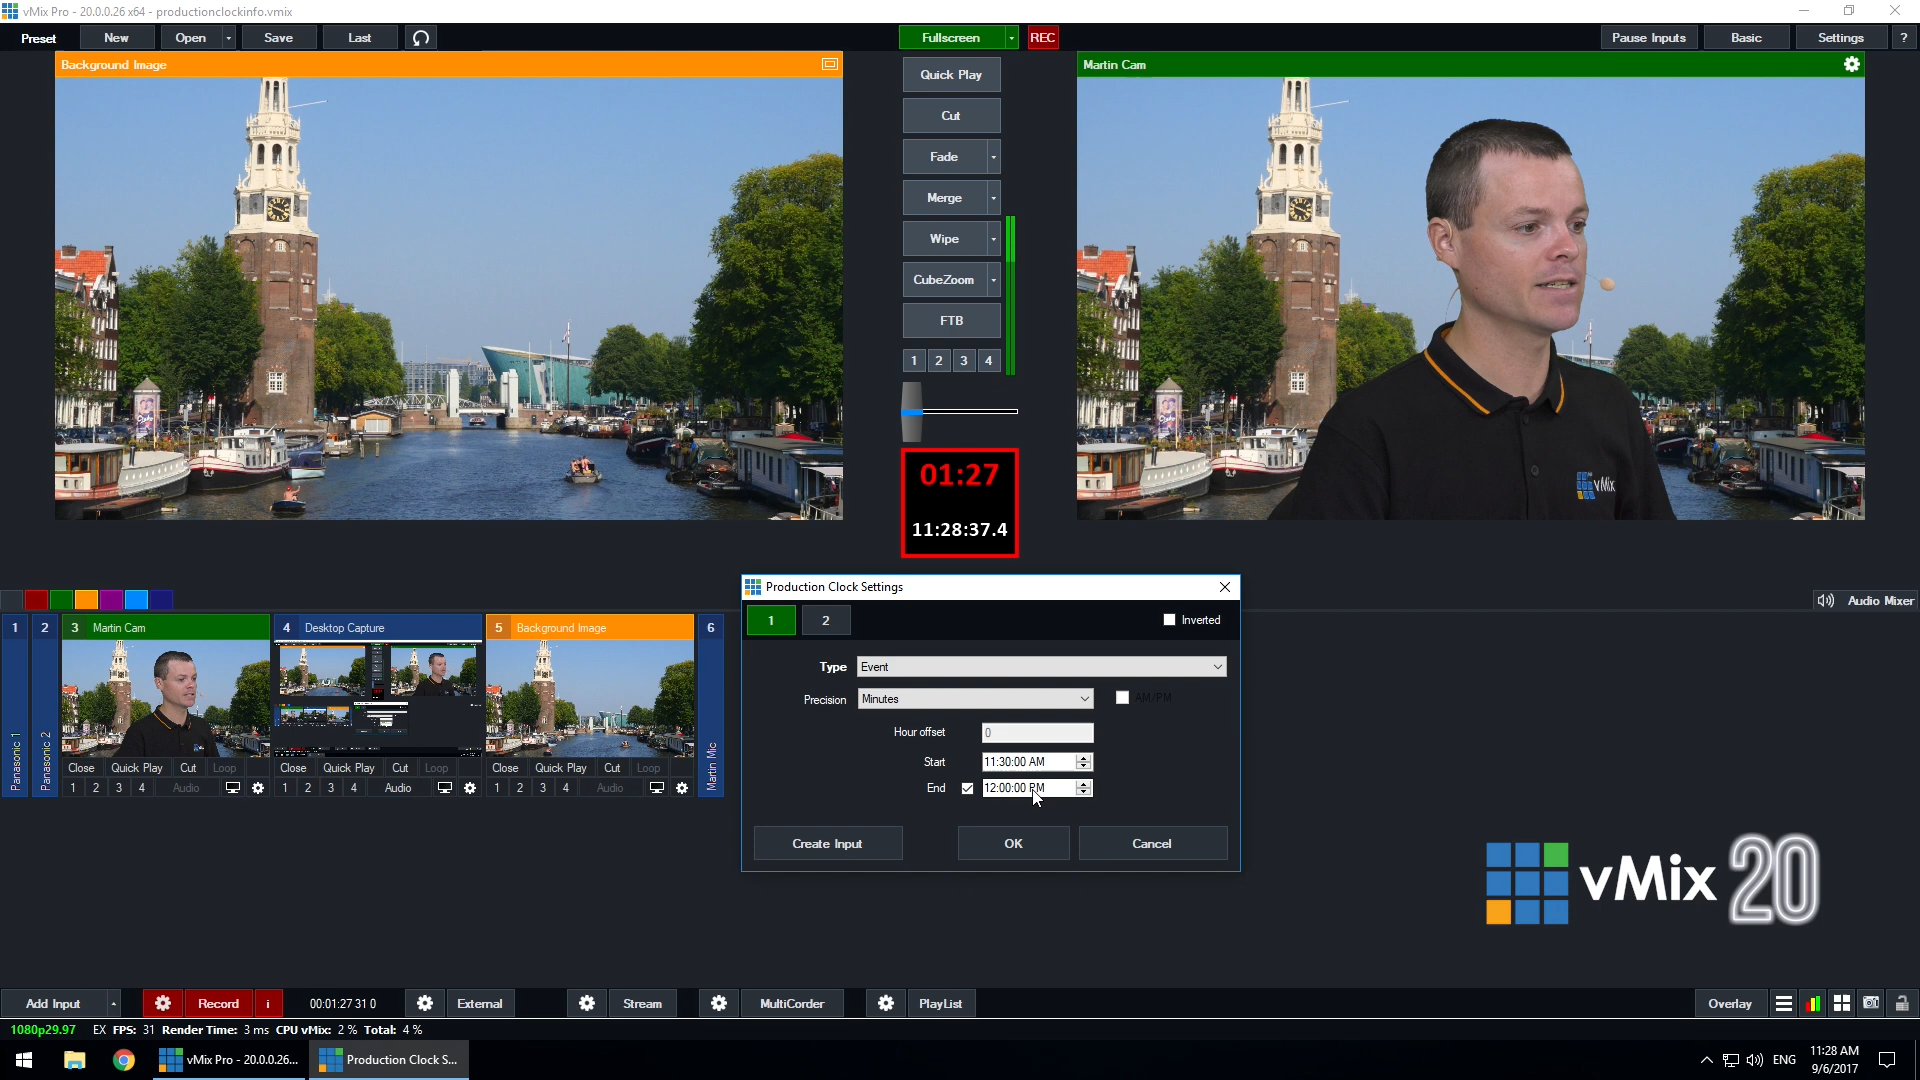 vMix Pro - 20.0.0.26 x64 - productionclockinfo.vmix
Preset New Open Save Last Fullscreen REC Pause Inputs Basic Settings ?
Background Image
Martin Cam
Quick Play
Cut
Fade
Merge
Wipe
CubeZoom
FTB
1 2 3 4
01:27
11:28:37.4
vMix
Audio Mixer
1 Panasonic 1
2 Panasonic 2
3 Martin Cam
Close Quick Play Cut Loop
1 2 3 4 Audio
4 Desktop Capture
Close Quick Play Cut Loop
1 2 3 4 Audio
5 Background Image
Close Quick Play Cut Loop
1 2 3 4 Audio
6 Martin Mic
Production Clock Settings
1 2 Inverted
Type Event
Precision Minutes AM/PM
Hour offset 0
Start 11:30:00 AM
End 12:00:00 PM
Create Input OK Cancel
vMix 20
Add Input Record i 00:01:27 31 0 External Stream MultiCorder PlayList Overlay
1080p29.97 EX FPS: 31 Render Time: 3 ms CPU vMix: 2 % Total: 4 %
vMix Pro - 20.0.0.26... Production Clock S... ENG 11:28 AM
9/6/2017